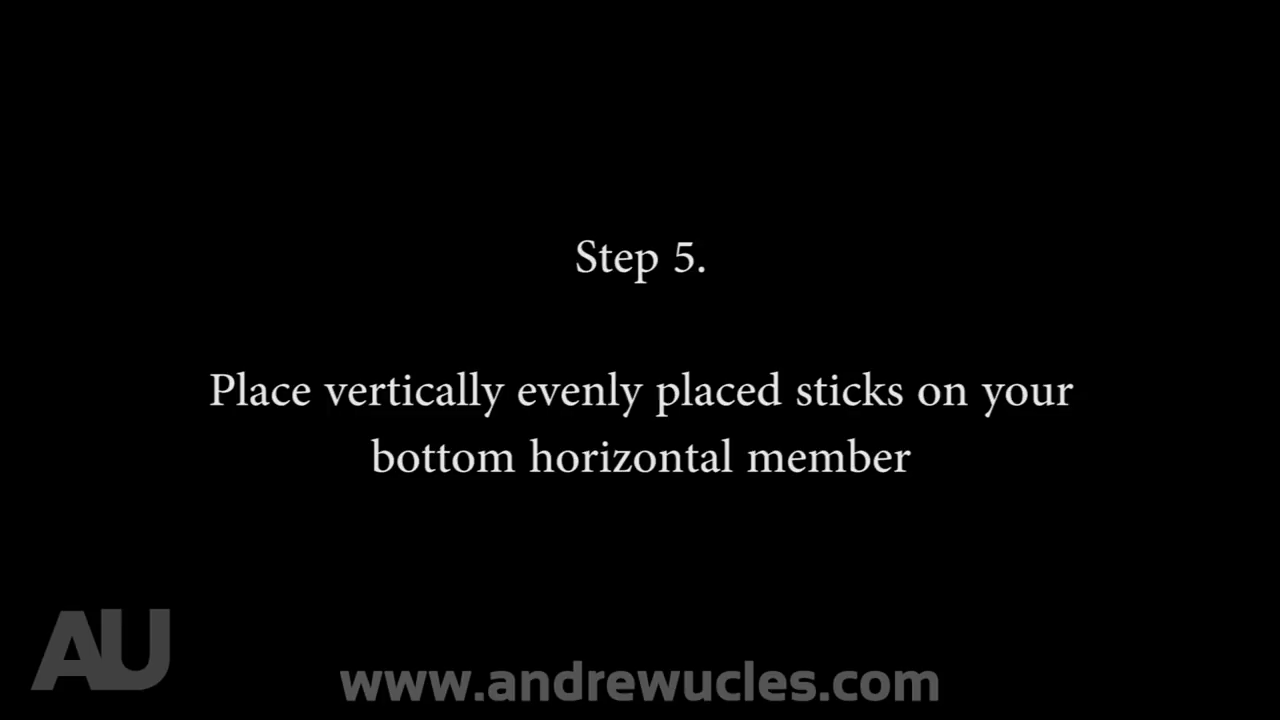 Step 5.
Place vertically evenly placed sticks on your
bottom horizontal member
AU
www.andrewucles.com